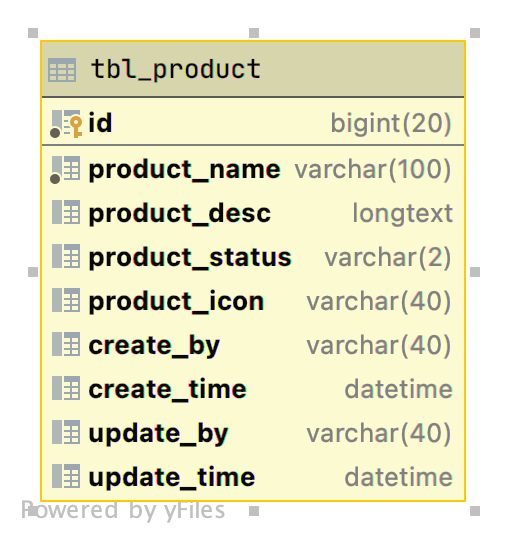 tbl_product
id bigint(20)
product_name varchar(100)
product_desc longtext
product_status varchar(2)
product_icon varchar(40)
create_by varchar(40)
create_time datetime
update_by varchar(40)
update_time datetime
Powered by yFiles